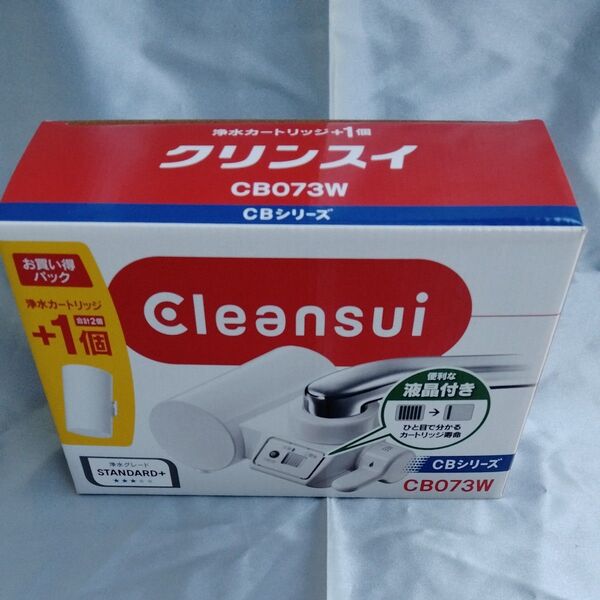 浄水カートリッジ+1個
クリンスイ
CB073W
CBシリーズ
お買い得
パック
浄水カートリッジ
合計2個
+1個
Cleansui
便利な
液晶付き
ひと目で分かる
カートリッジ寿命
浄水グレード
STANDARD+
CBシリーズ
CB073W